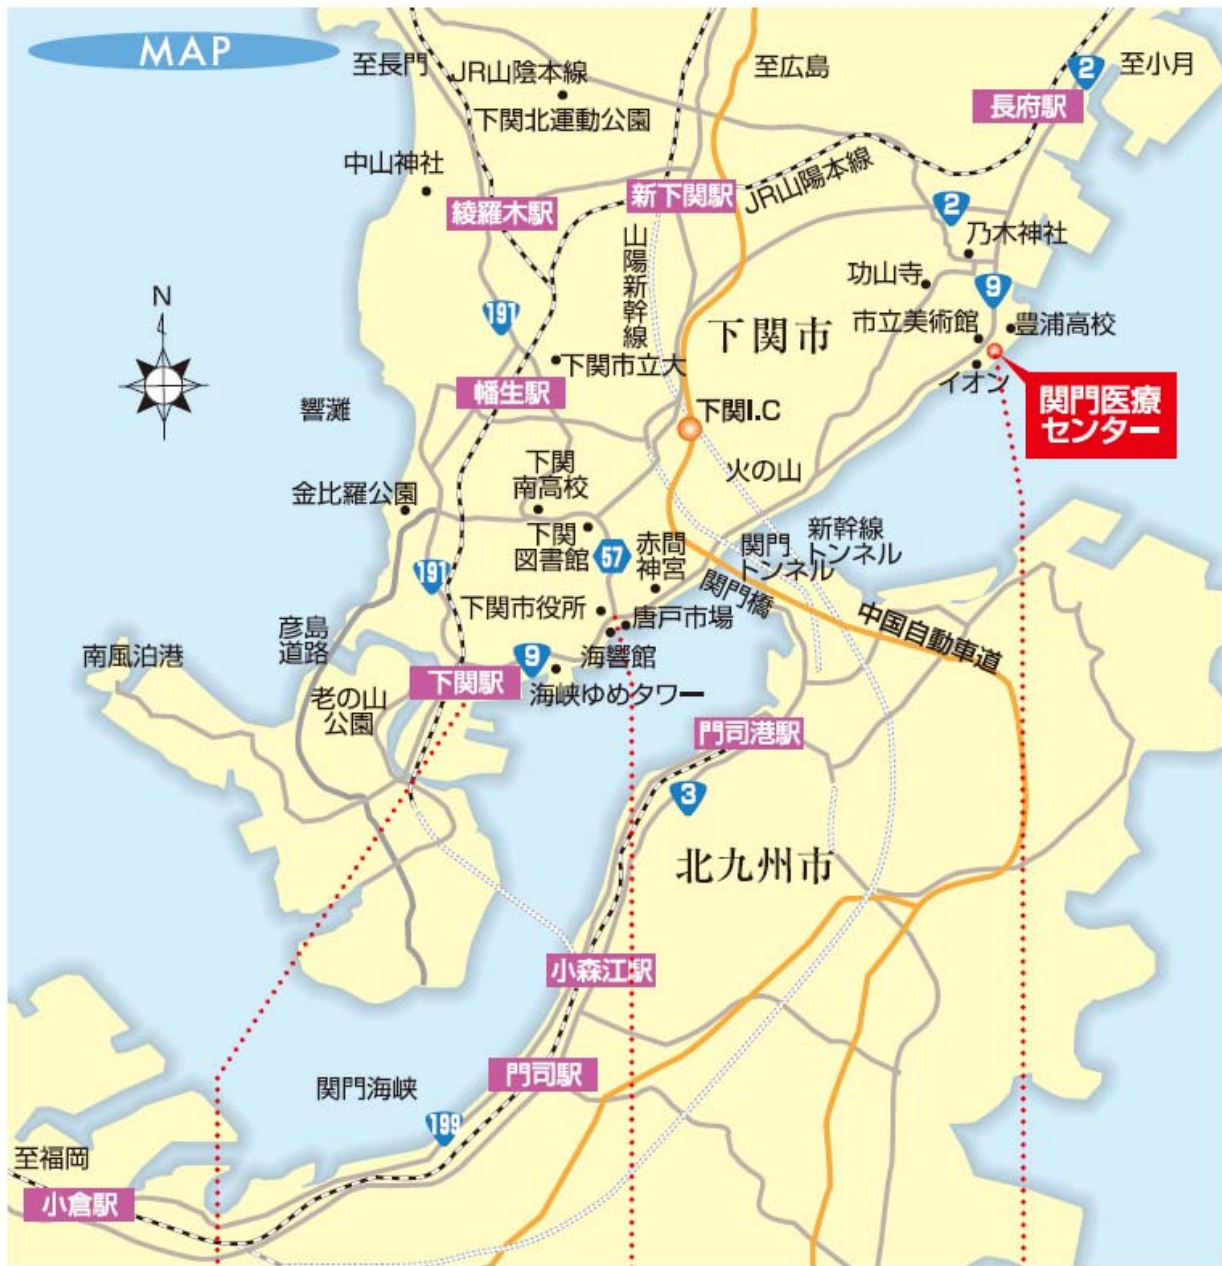 MAP
至長門
JR山陰本線
至広島
2
至小月
長府駅
下関北運動公園
中山神社
綾羅木駅
新下関駅
JR山陽本線
2
乃木神社
山陽新幹線
功山寺
9
191
下関市
市立美術館
豊浦高校
下関市立大
イオン
N
幡生駅
関門医療
センター
響灘
下関I.C
下関
南高校
火の山
金比羅公園
下関
図書館
57
赤間
神宮
関門
トンネル
新幹線
トンネル
191
関門橋
下関市役所
唐戸市場
中国自動車道
彦島
道路
南風泊港
9
海響館
下関駅
海峡ゆめタワー
老の山
公園
門司港駅
3
北九州市
小森江駅
門司駅
関門海峡
199
至福岡
小倉駅